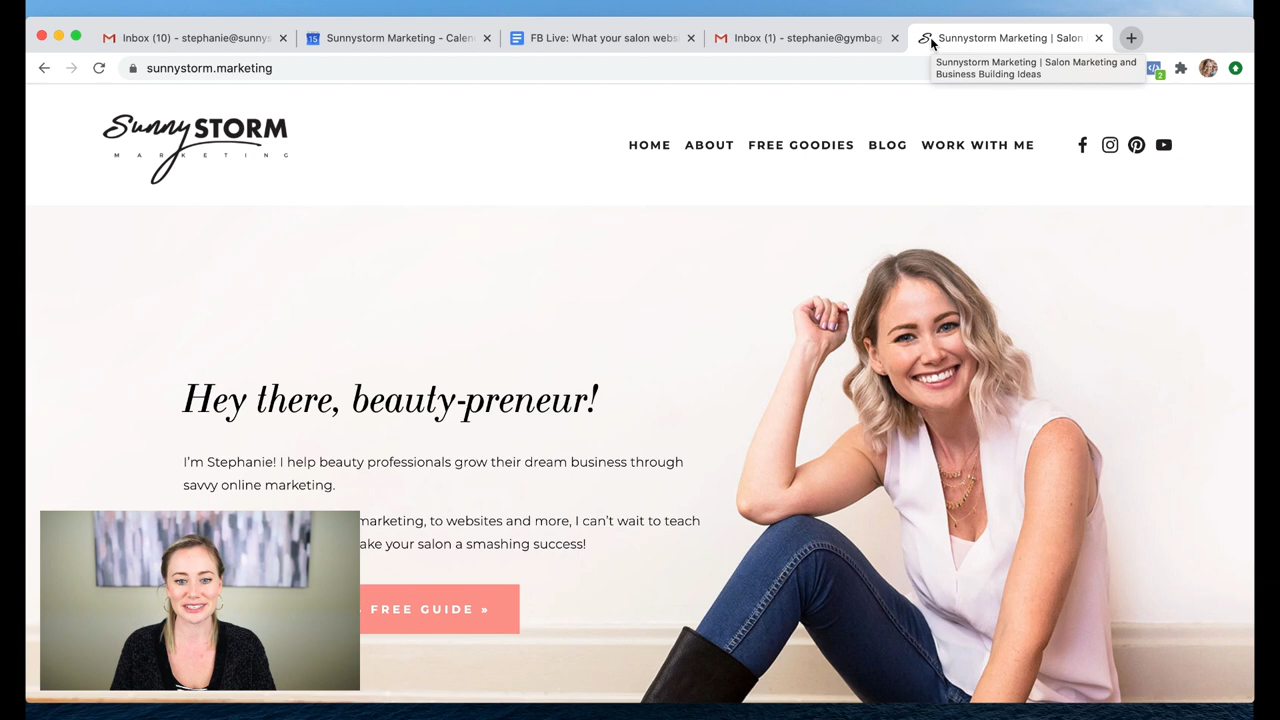 Inbox (10) - stephanie@sunnys
15
Sunnystorm Marketing - Calen
FB Live: What your salon webs
Inbox (1) - stephanie@gymbag
Sunnystorm Marketing | Salon
sunnystorm.marketing
Sunnystorm Marketing | Salon Marketing and
Business Building Ideas
2
Sunny STORM
MARKETING
HOME ABOUT FREE GOODIES BLOG WORK WITH ME
Hey there, beauty-preneur!
I'm Stephanie! I help beauty professionals grow their dream business through
savvy online marketing.
marketing, to websites and more, I can't wait to teach
ake your salon a smashing success!
FREE GUIDE »